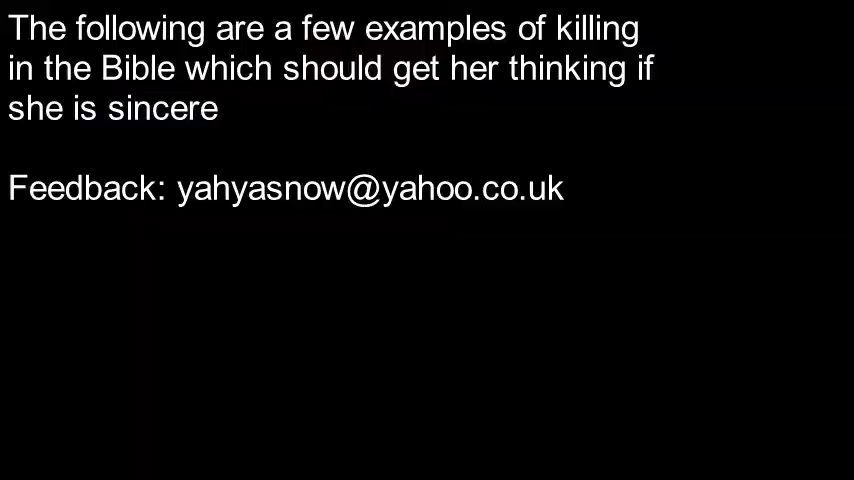 The following are a few examples of killing
in the Bible which should get her thinking if
she is sincere
Feedback: yahyasnow@yahoo.co.uk